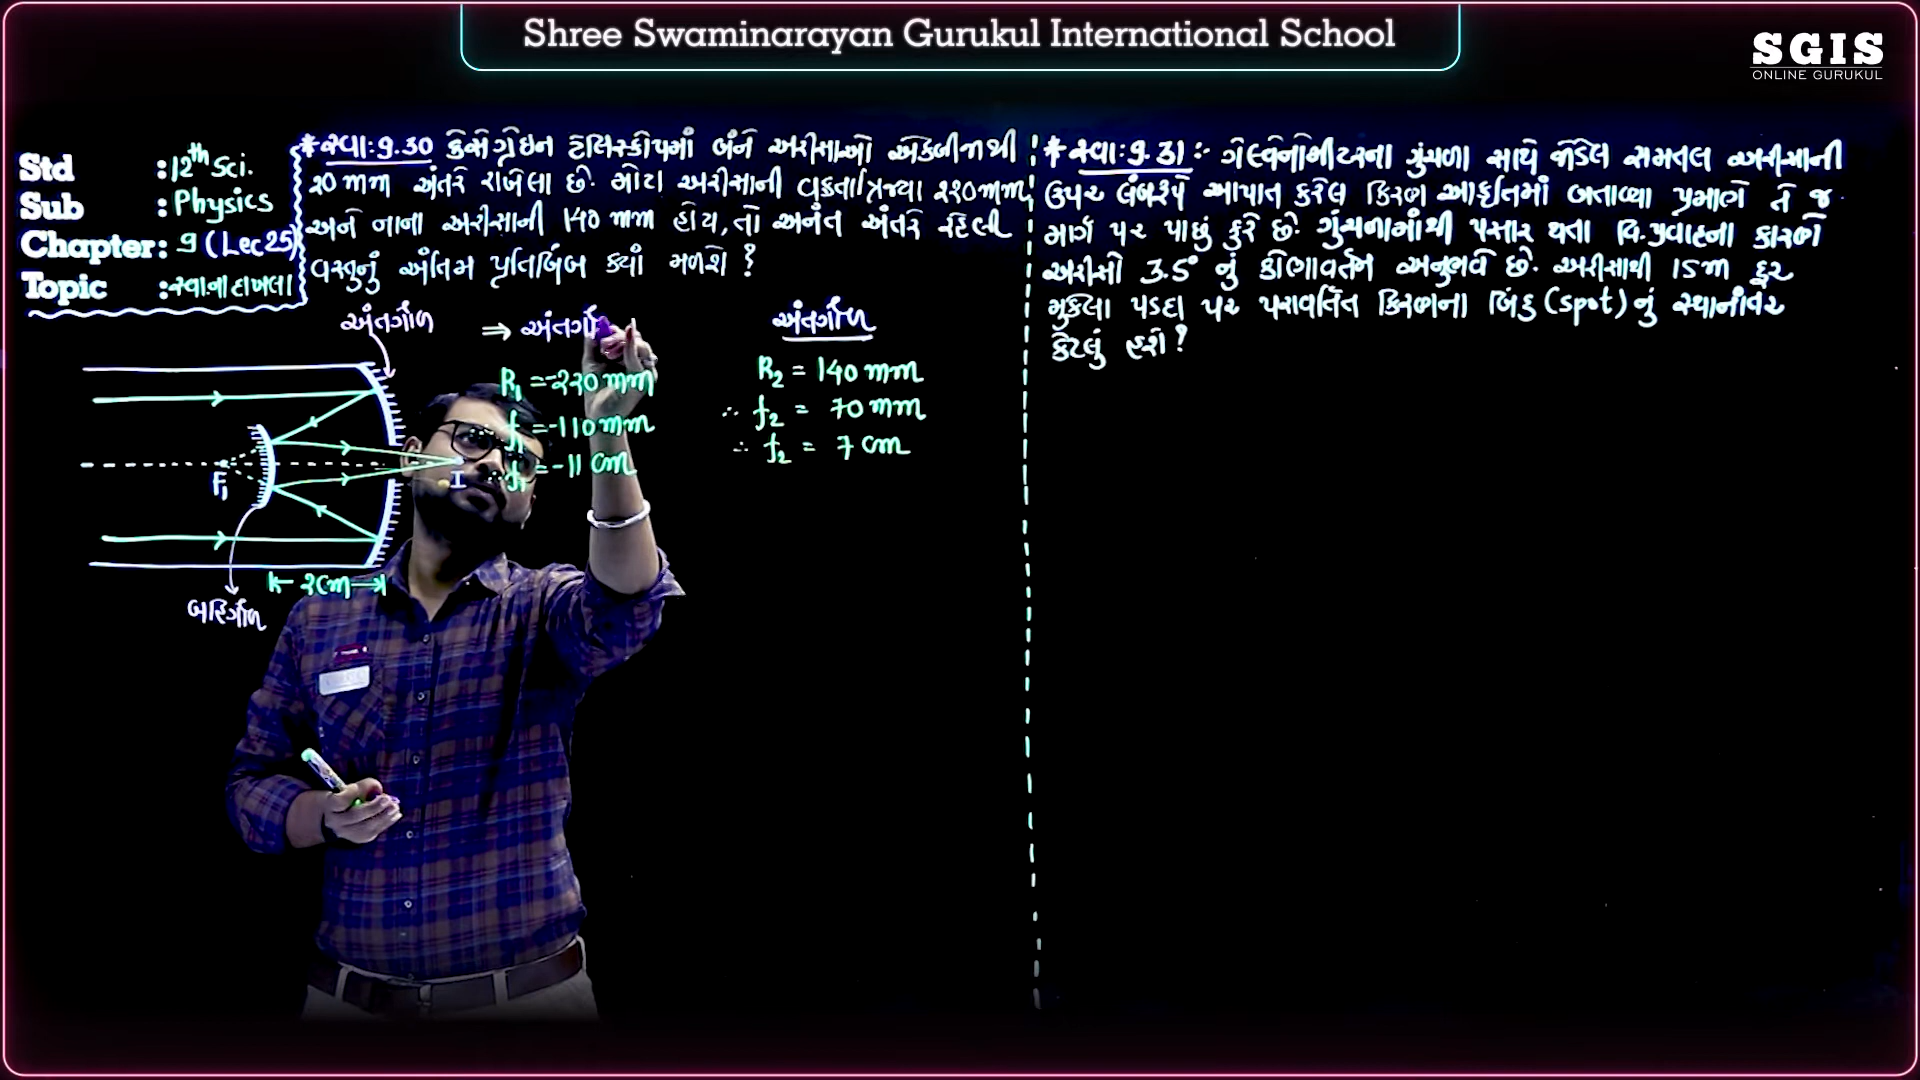 Shree Swaminarayan Gurukul International School
SGIS
ONLINE GURUKUL
Std : 12th Sci.
Sub : Physics
Chapter: 9 (Lec 25)
Topic : સ્વા.ના દાખલા
* સ્વા: 9.30 કેસેગ્રેઇન ટેલિસ્કોપમાં બંને અરીસાઓ એકબીજાથી
20 mm અંતરે રાખેલા છે. મોટા અરીસાની વક્રતાત્રિજ્યા 220mm
અને નાના અરીસાની 140 mm હોય, તો અનંત અંતરે રહેલી
વસ્તુનું અંતિમ પ્રતિબિંબ ક્યાં મળશે ?
અંતર્ગોળ
F1
I
2cm
બહિર્ગોળ
⇒ અંતર્ગો
R1 = -220 mm
f1 = -110 mm
f1 = -11 cm
અંતર્ગોળ
R2 = 140 mm
∴ f2 = 70 mm
∴ f2 = 7 cm
* સ્વા: 9.31 :- ગેલ્વેનોમીટરના ગુંચળા સાથે જોડેલ સમતલ અરીસાની
ઉપર લંબરૂપે આપાત કરેલ કિરણ આકૃતિમાં બતાવ્યા પ્રમાણે તે જ
માર્ગ પર પાછું ફરે છે. ગુંચળામાંથી પસાર થતા વિ.પ્રવાહના કારણે
અરીસો 3.5° નું કોણાવર્તન અનુભવે છે. અરીસાથી 1.5m દૂર
મુકેલા પડદા પર પરાવર્તિત કિરણના બિંદુ (spot) નું સ્થાનાંતર
કેટલું હશે ?